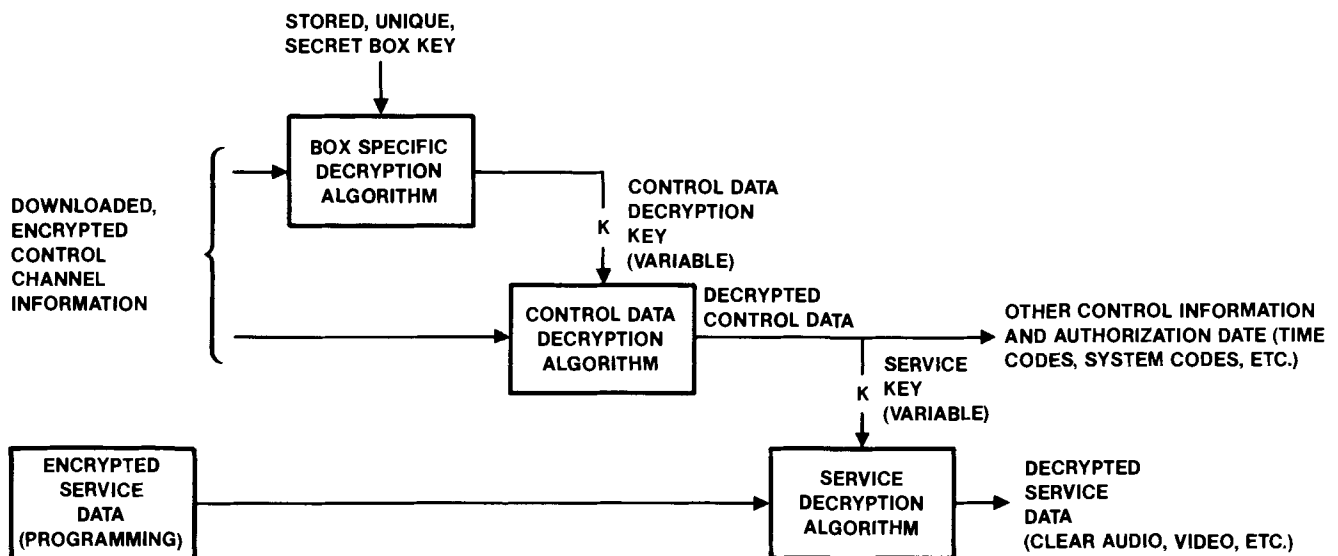 STORED, UNIQUE,
SECRET BOX KEY
BOX SPECIFIC
DECRYPTION
ALGORITHM
DOWNLOADED,
ENCRYPTED
CONTROL
CHANNEL
INFORMATION
K
CONTROL DATA
DECRYPTION
KEY
(VARIABLE)
CONTROL DATA
DECRYPTION
ALGORITHM
DECRYPTED
CONTROL DATA
OTHER CONTROL INFORMATION
AND AUTHORIZATION DATE (TIME
CODES, SYSTEM CODES, ETC.)
K
SERVICE
KEY
(VARIABLE)
ENCRYPTED
SERVICE
DATA
(PROGRAMMING)
SERVICE
DECRYPTION
ALGORITHM
DECRYPTED
SERVICE
DATA
(CLEAR AUDIO, VIDEO, ETC.)